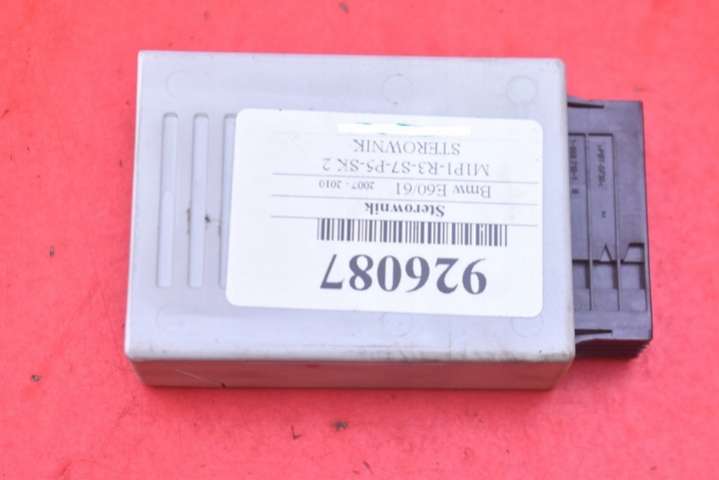 926087
Sterownik
Bmw E60/61 2007 - 2010
M1P1-R3-S7-P5-SK 2
STEROWNIK